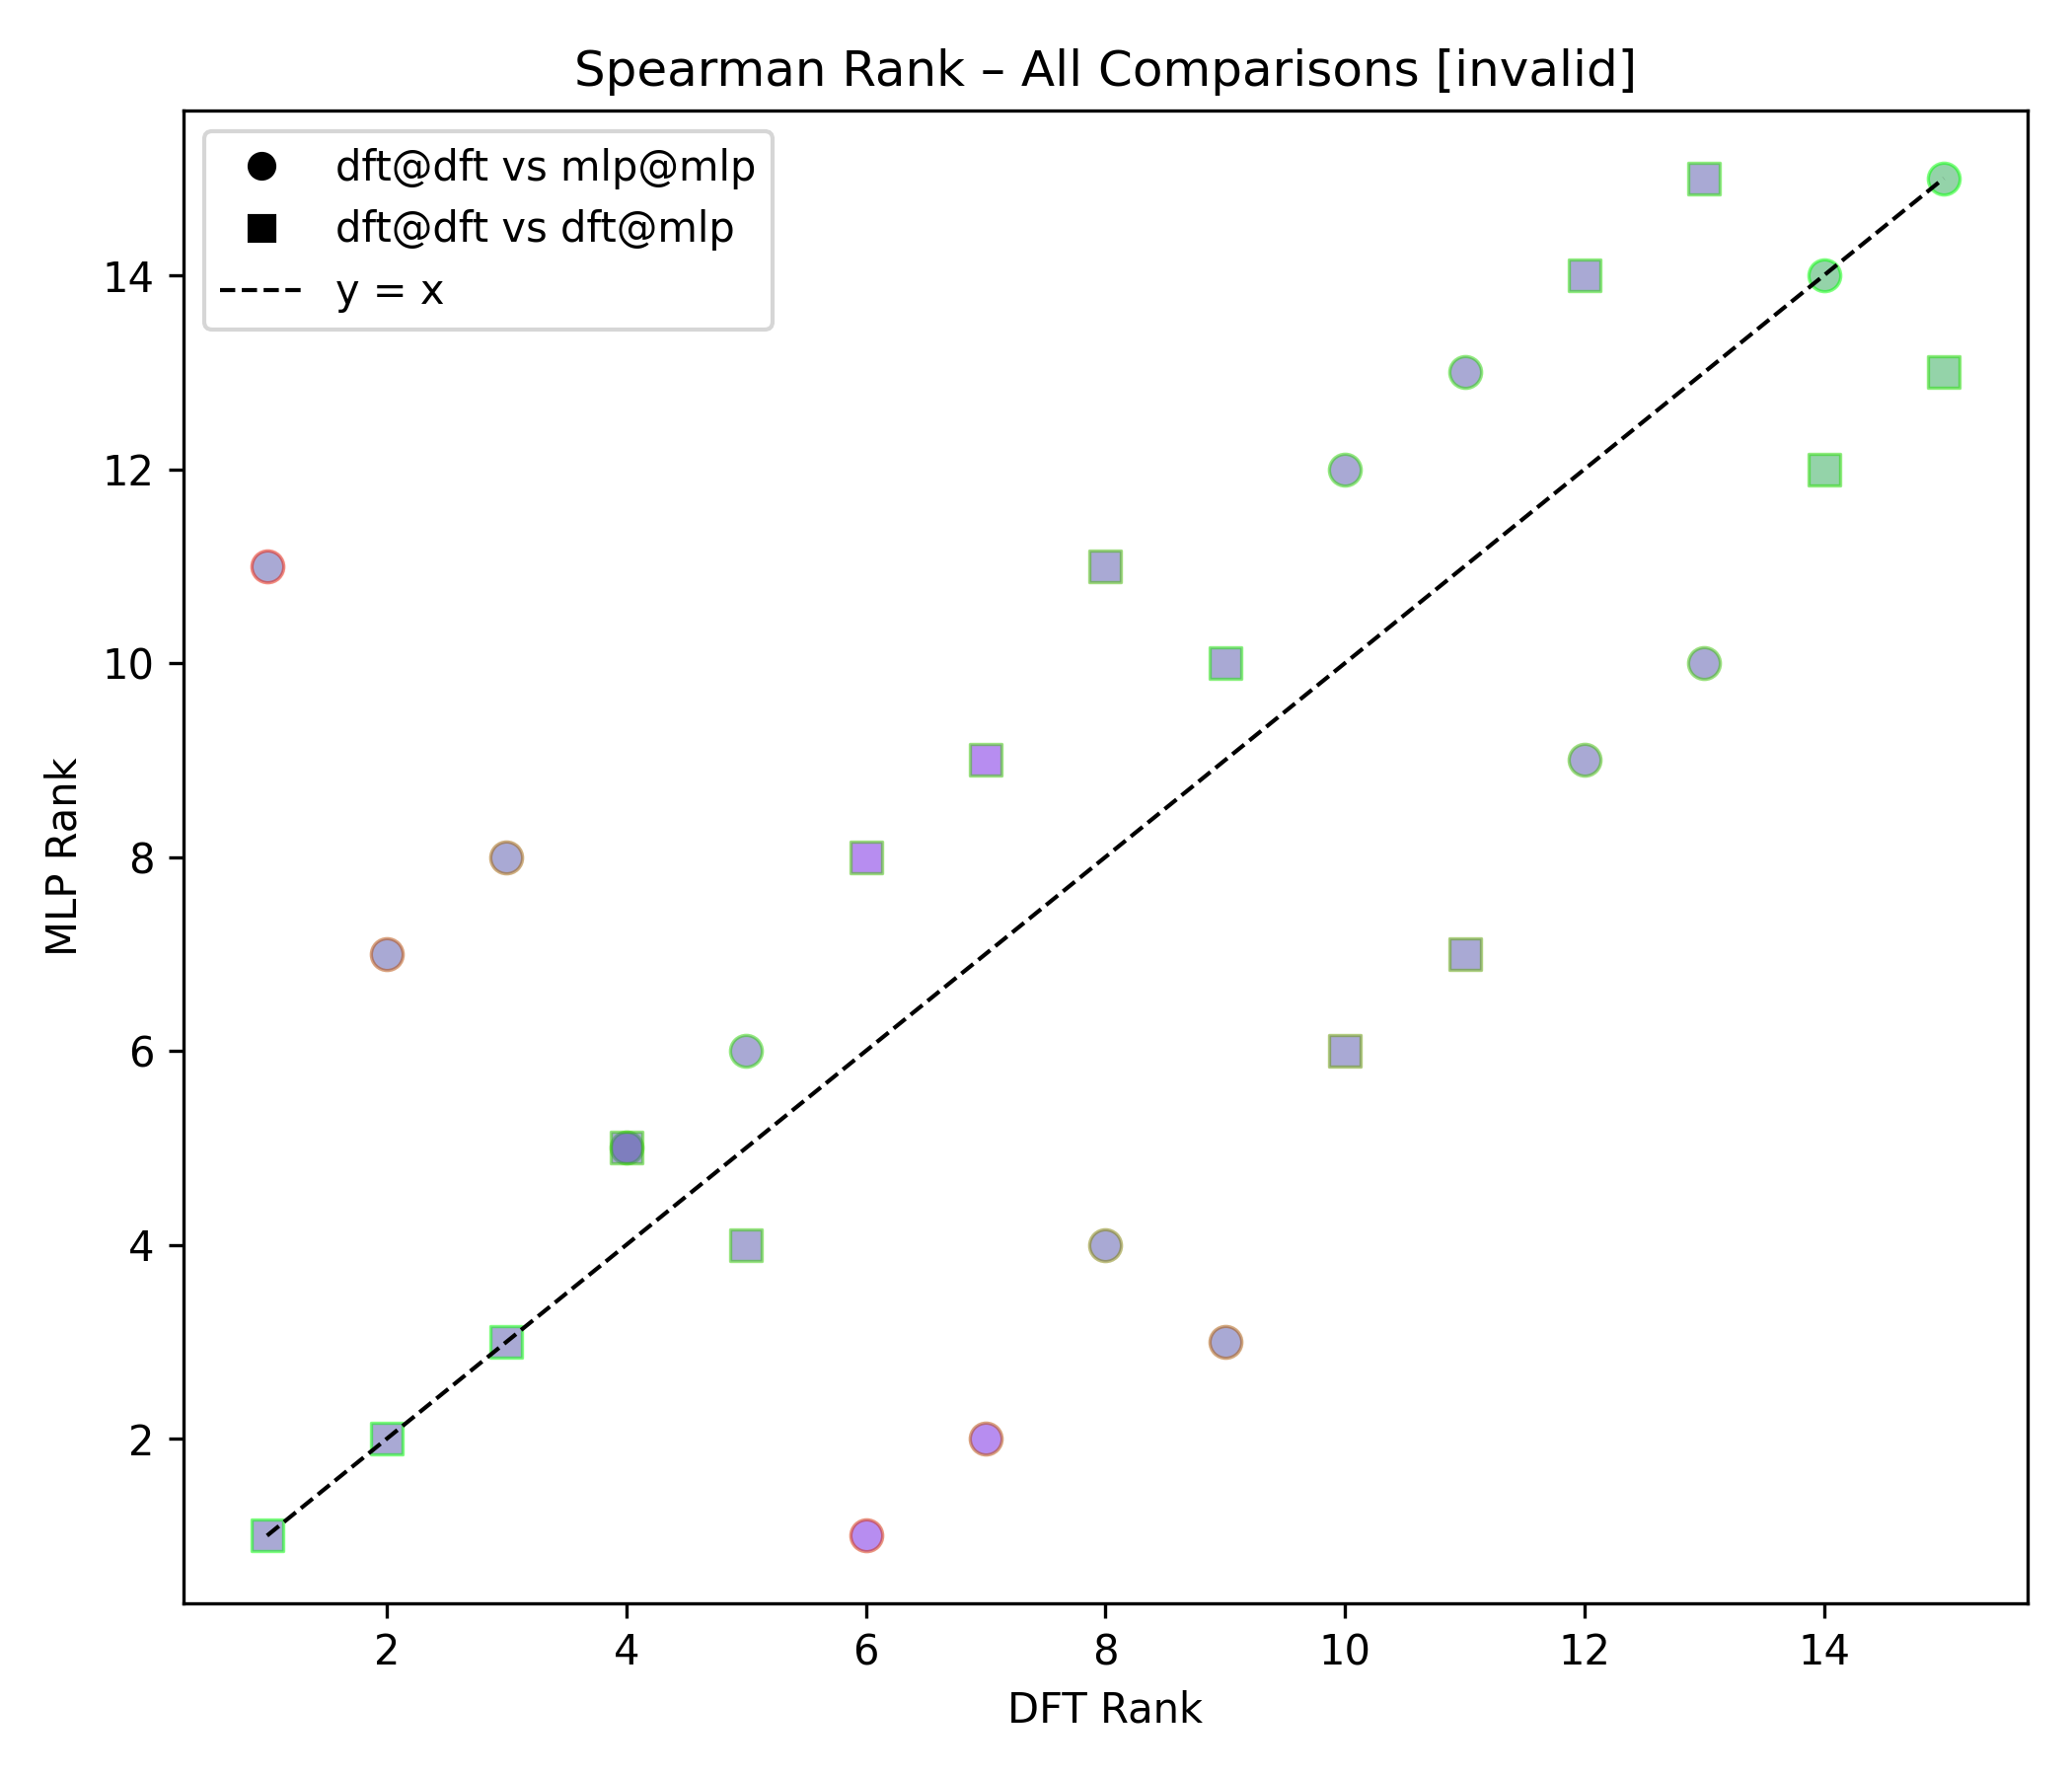 Spearman Rank – All Comparisons [invalid]
dft@dft vs mlp@mlp
dft@dft vs dft@mlp
y = x
MLP Rank
14
12
10
8
6
4
2
2 4 6 8 10 12 14
DFT Rank